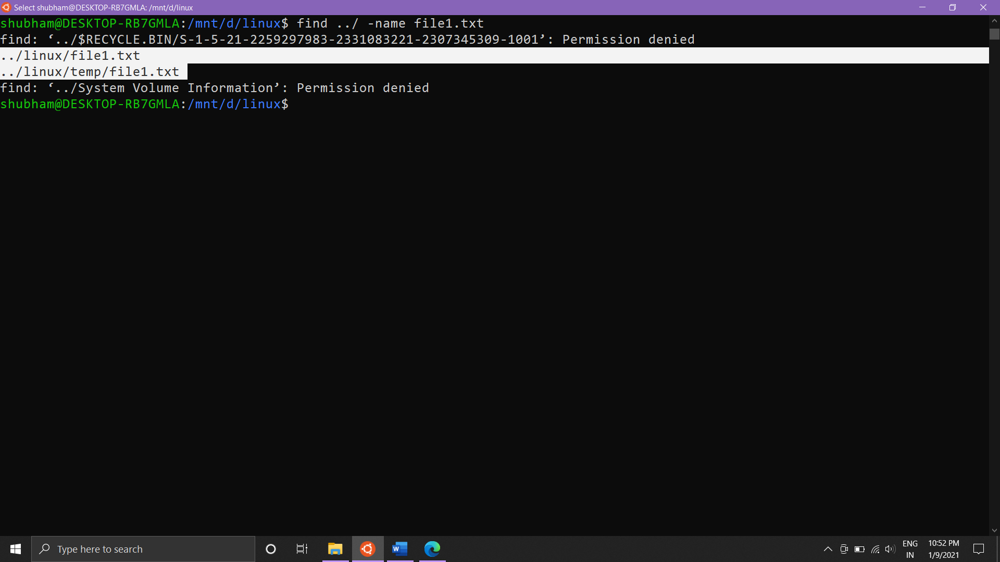 Select shubham@DESKTOP-RB7GMLA: /mnt/d/linux
shubham@DESKTOP-RB7GMLA:/mnt/d/linux$ find ../ -name file1.txt
find: ‘../$RECYCLE.BIN/S-1-5-21-2259297983-2331083221-2307345309-1001’: Permission denied
../linux/file1.txt
../linux/temp/file1.txt
find: ‘../System Volume Information’: Permission denied
shubham@DESKTOP-RB7GMLA:/mnt/d/linux$
Type here to search
W
ENG
IN
10:52 PM
1/9/2021